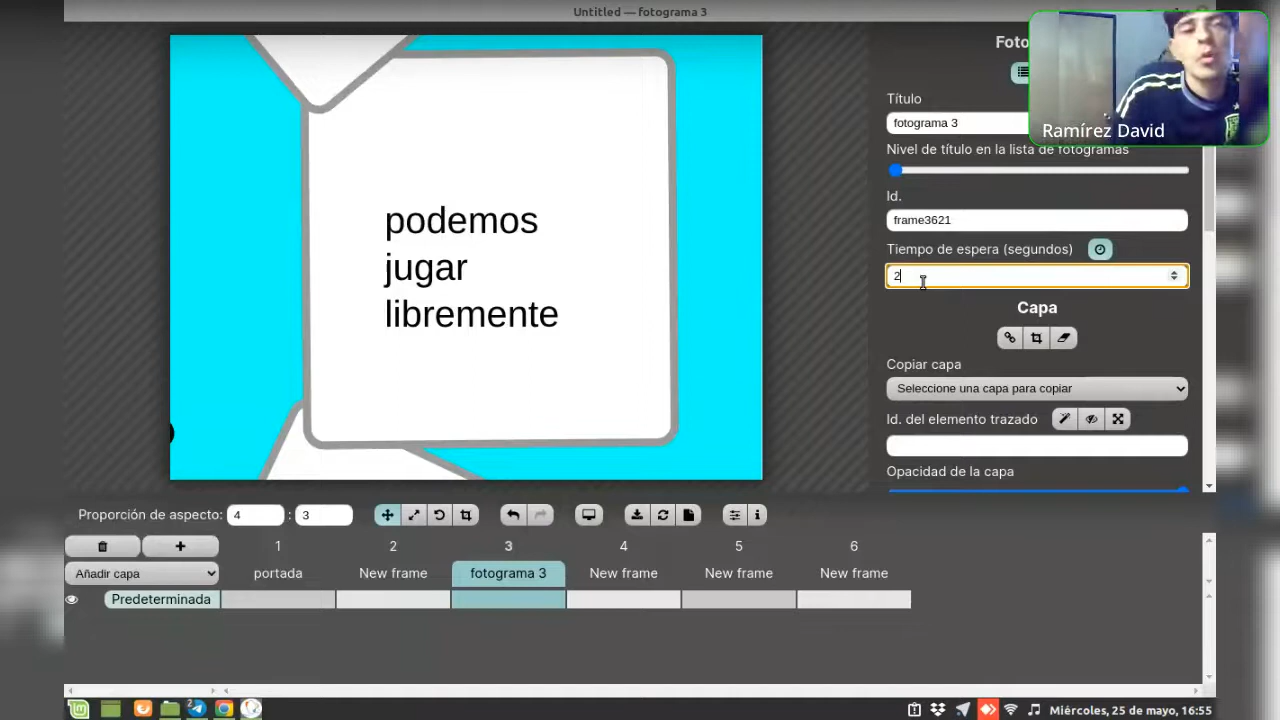 Untitled — fotograma 3
podemos
jugar
libremente
Ramírez David
Título
fotograma 3
Nivel de título en la lista de fotogramas
Id.
frame3621
Tiempo de espera (segundos)
2
Capa
Copiar capa
Seleccione una capa para copiar
Id. del elemento trazado
Opacidad de la capa
Proporción de aspecto: 4 : 3
1 2 3 4 5 6
Añadir capa portada New frame fotograma 3 New frame New frame New frame
Predeterminada
Miércoles, 25 de mayo, 16:55